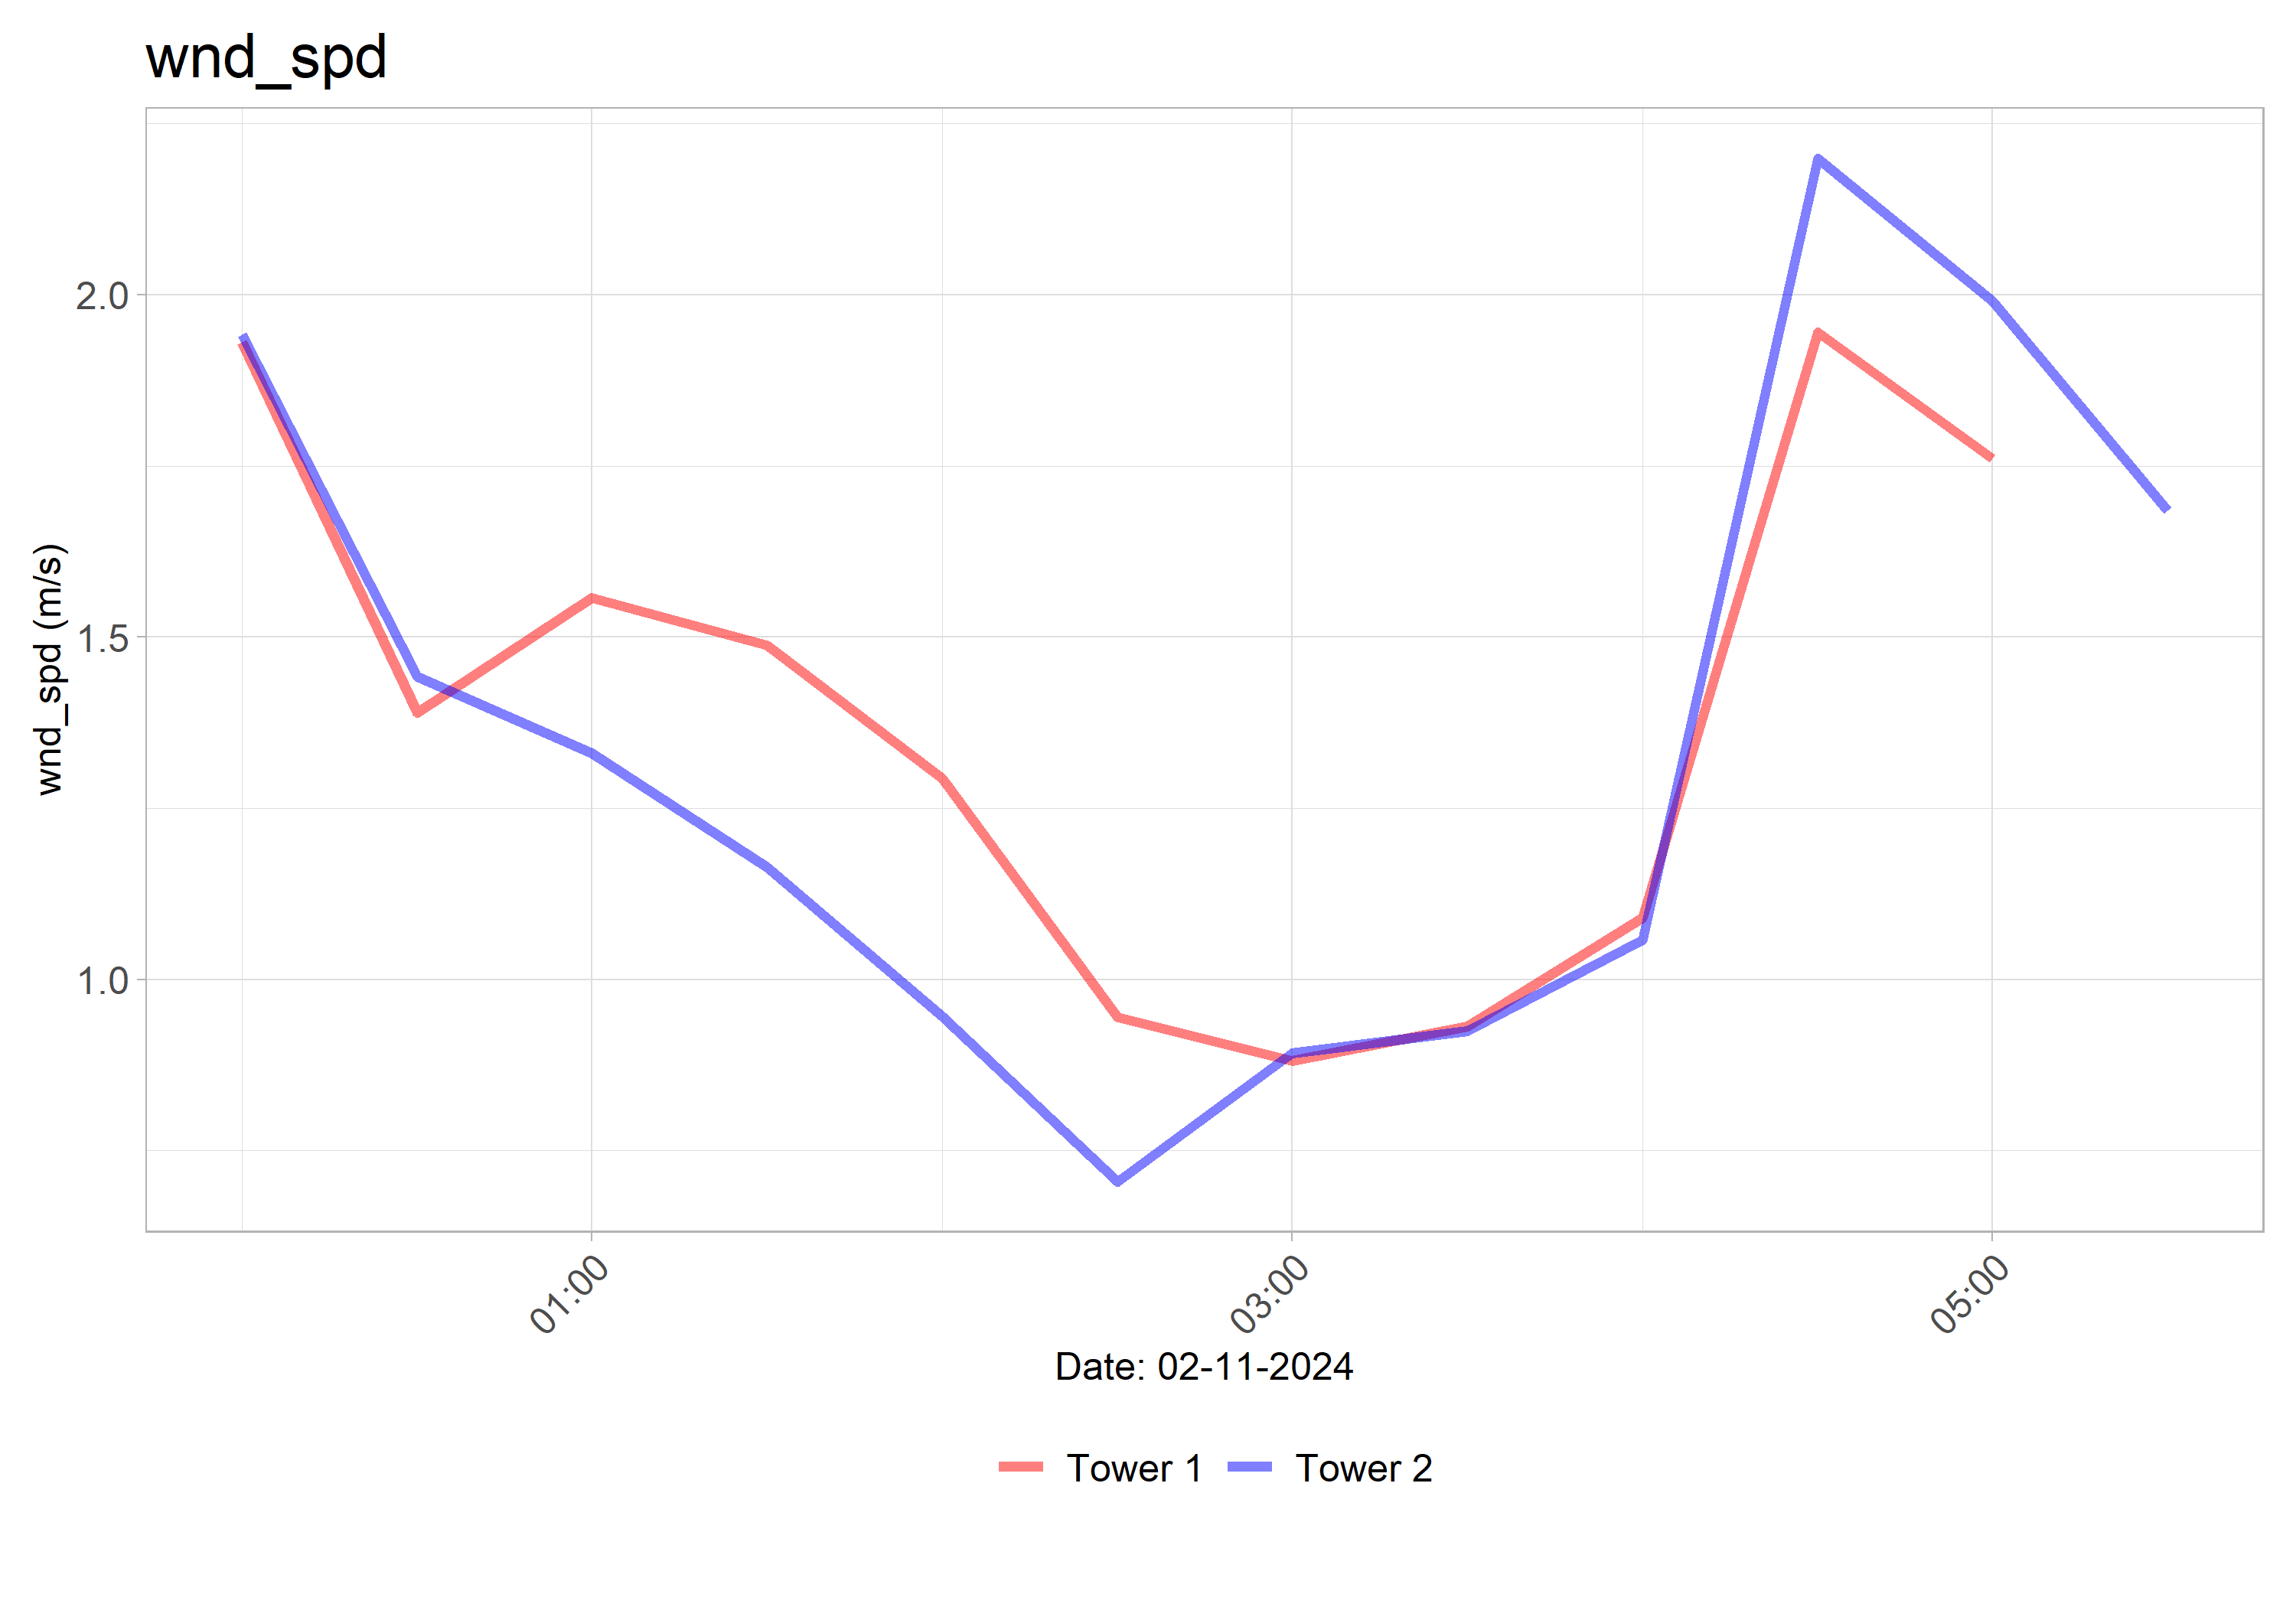 wnd_spd
wnd_spd (m/s)
2.0
1.5
1.0
01:00
03:00
05:00
Date: 02-11-2024
Tower 1
Tower 2